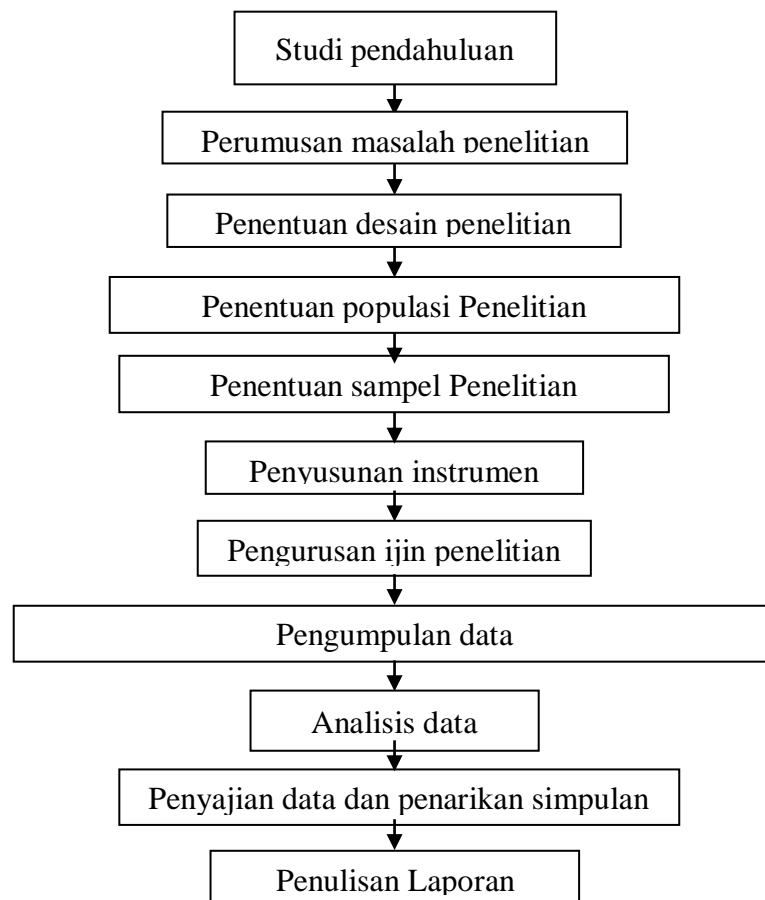 Studi pendahuluan
Perumusan masalah penelitian
Penentuan desain penelitian
Penentuan populasi Penelitian
Penentuan sampel Penelitian
Penyusunan instrumen
Pengurusan ijin penelitian
Pengumpulan data
Analisis data
Penyajian data dan penarikan simpulan
Penulisan Laporan